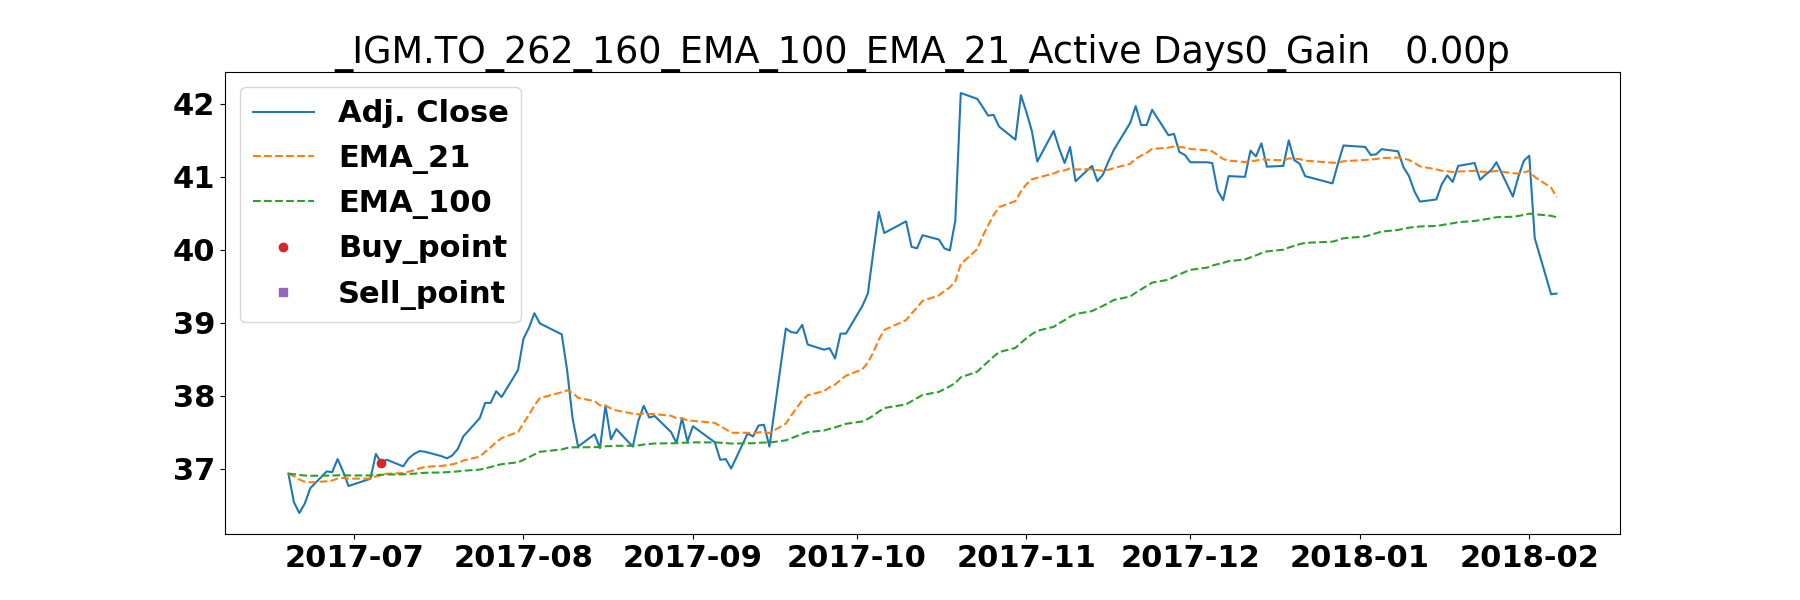 _IGM.TO_262_160_EMA_100_EMA_21_Active Days0_Gain   0.00p
Adj. Close
EMA_21
EMA_100
Buy_point
Sell_point
42
41
40
39
38
37
2017-07 2017-08 2017-09 2017-10 2017-11 2017-12 2018-01 2018-02